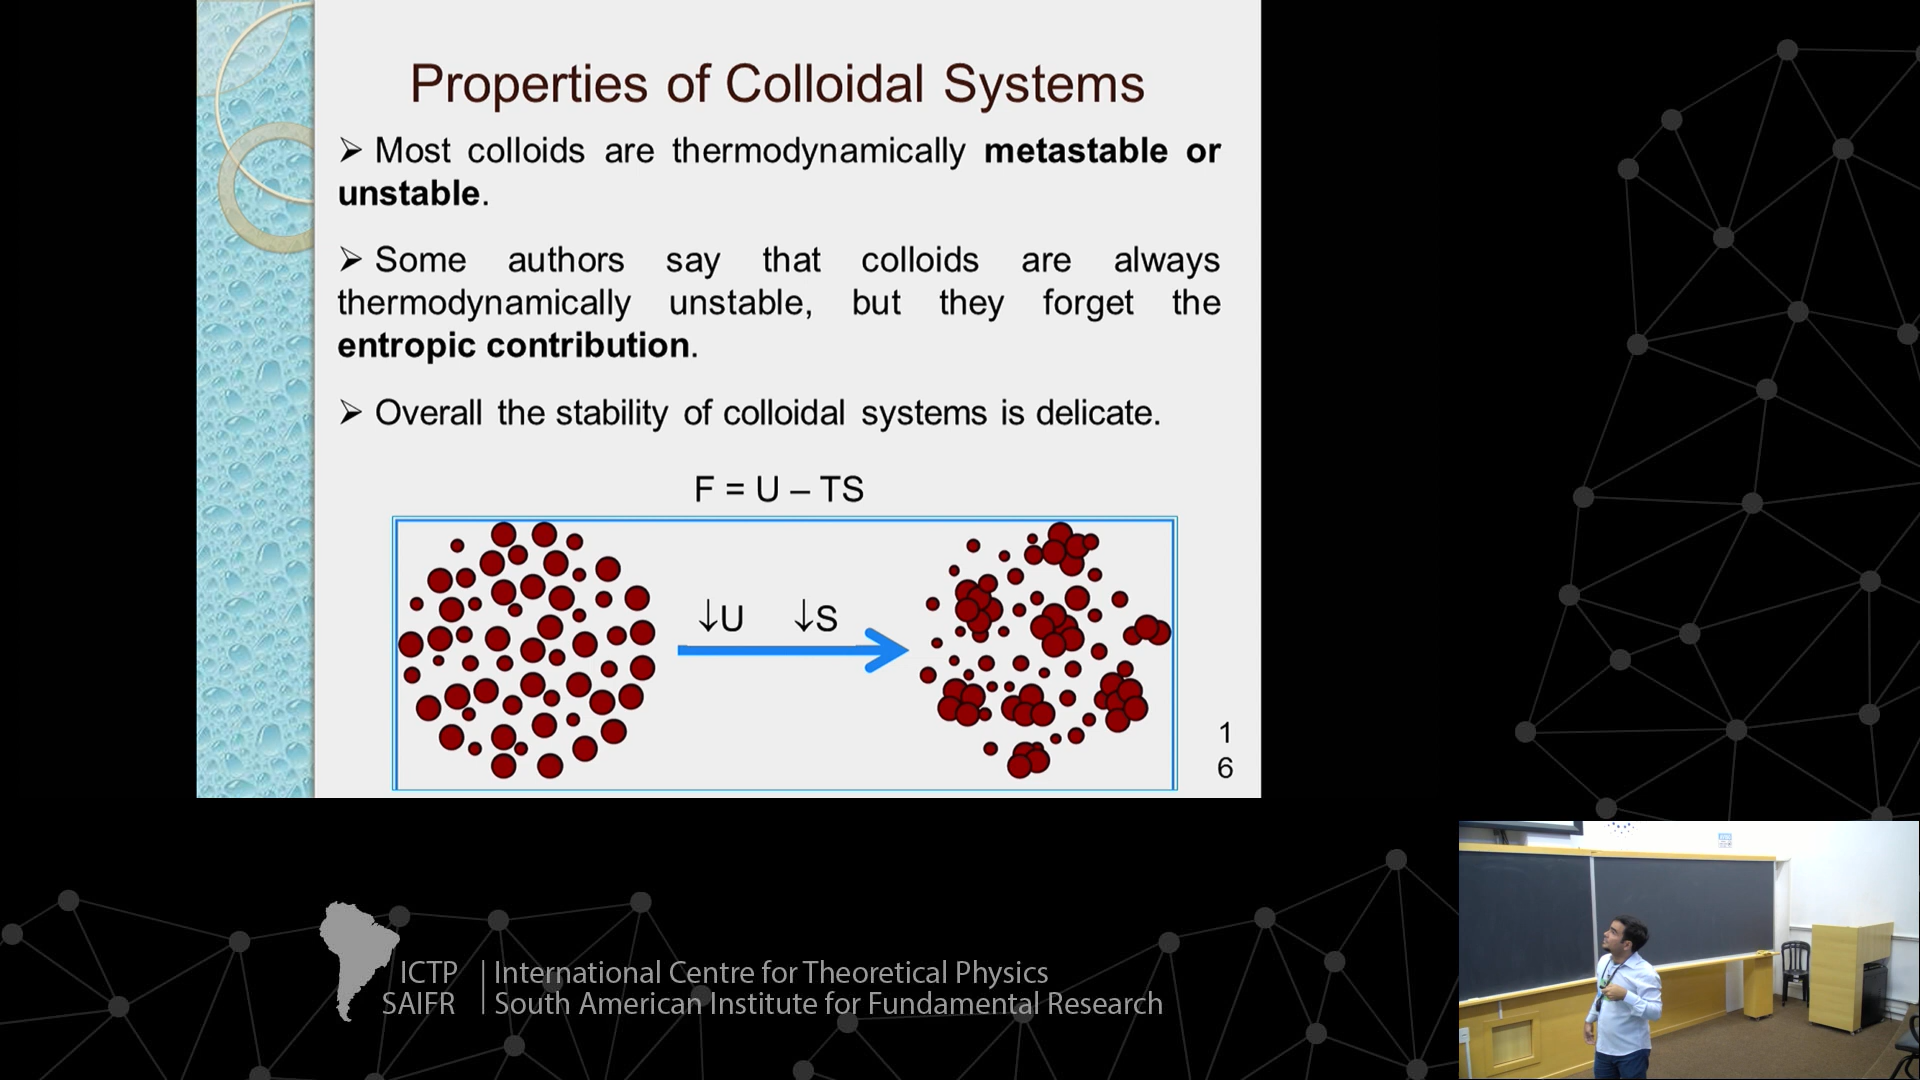 Properties of Colloidal Systems
➢ Most colloids are thermodynamically metastable or
unstable.
➢ Some authors say that colloids are always
thermodynamically unstable, but they forget the
entropic contribution.
➢ Overall the stability of colloidal systems is delicate.
F = U – TS
↓U ↓S
1
6
ICTP | International Centre for Theoretical Physics
SAIFR | South American Institute for Fundamental Research